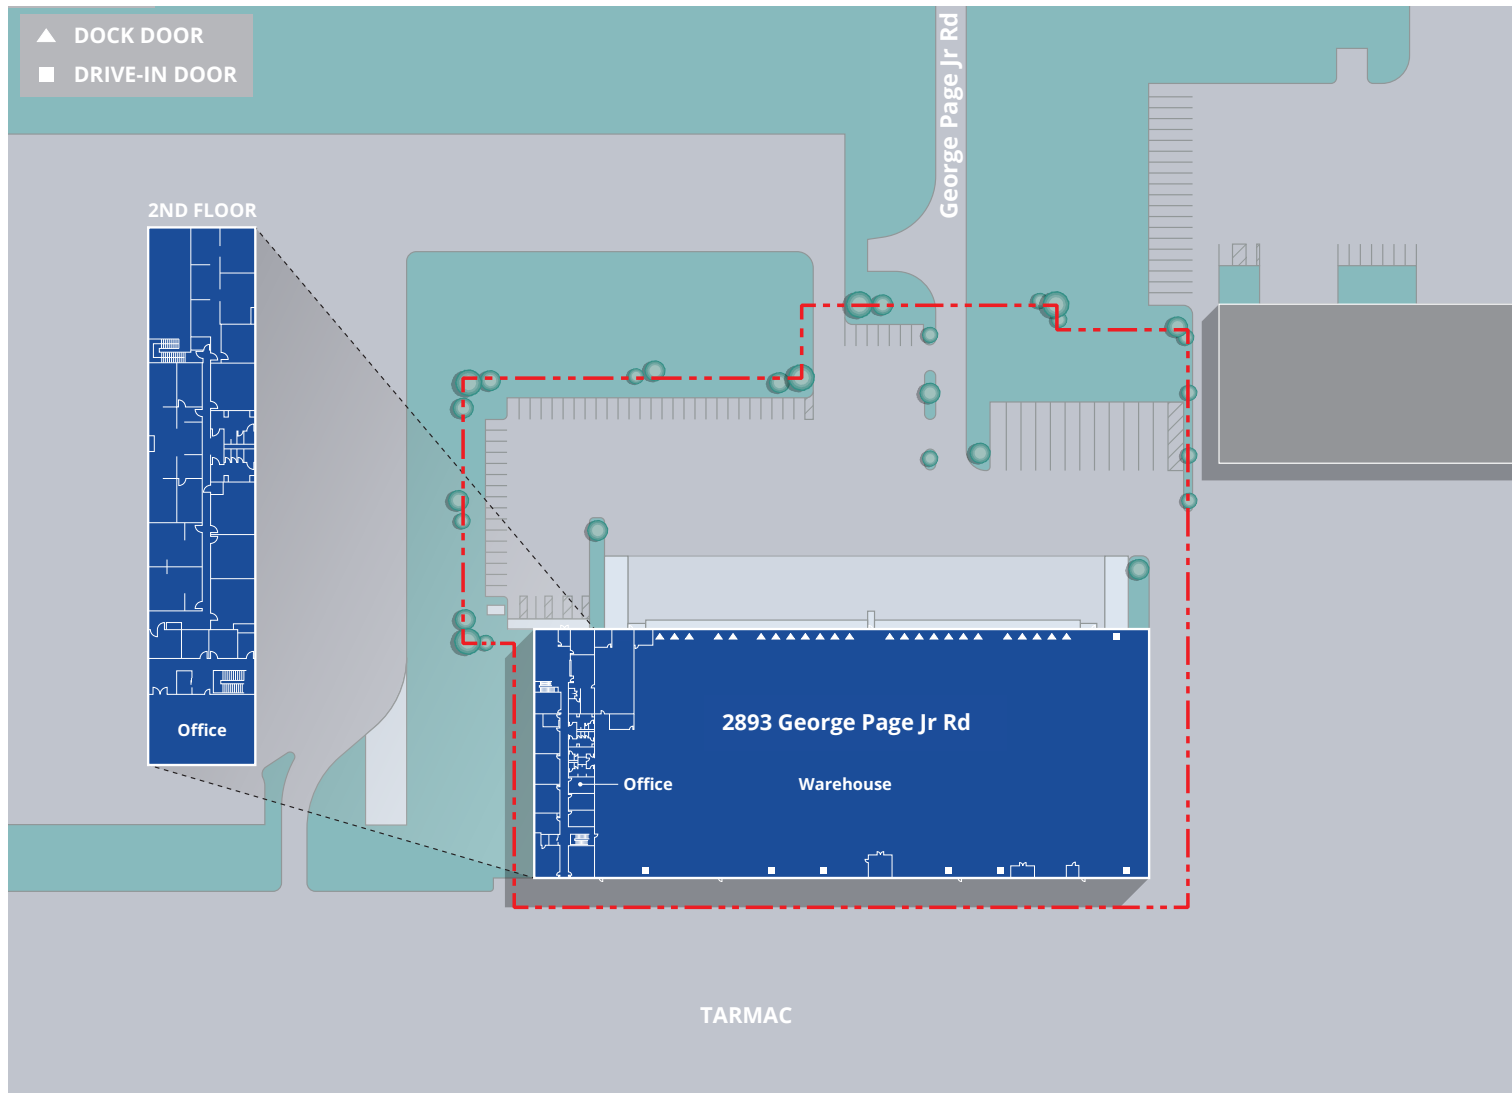 DOCK DOOR
DRIVE-IN DOOR
George Page Jr Rd
2ND FLOOR
Office
2893 George Page Jr Rd
Office
Warehouse
TARMAC